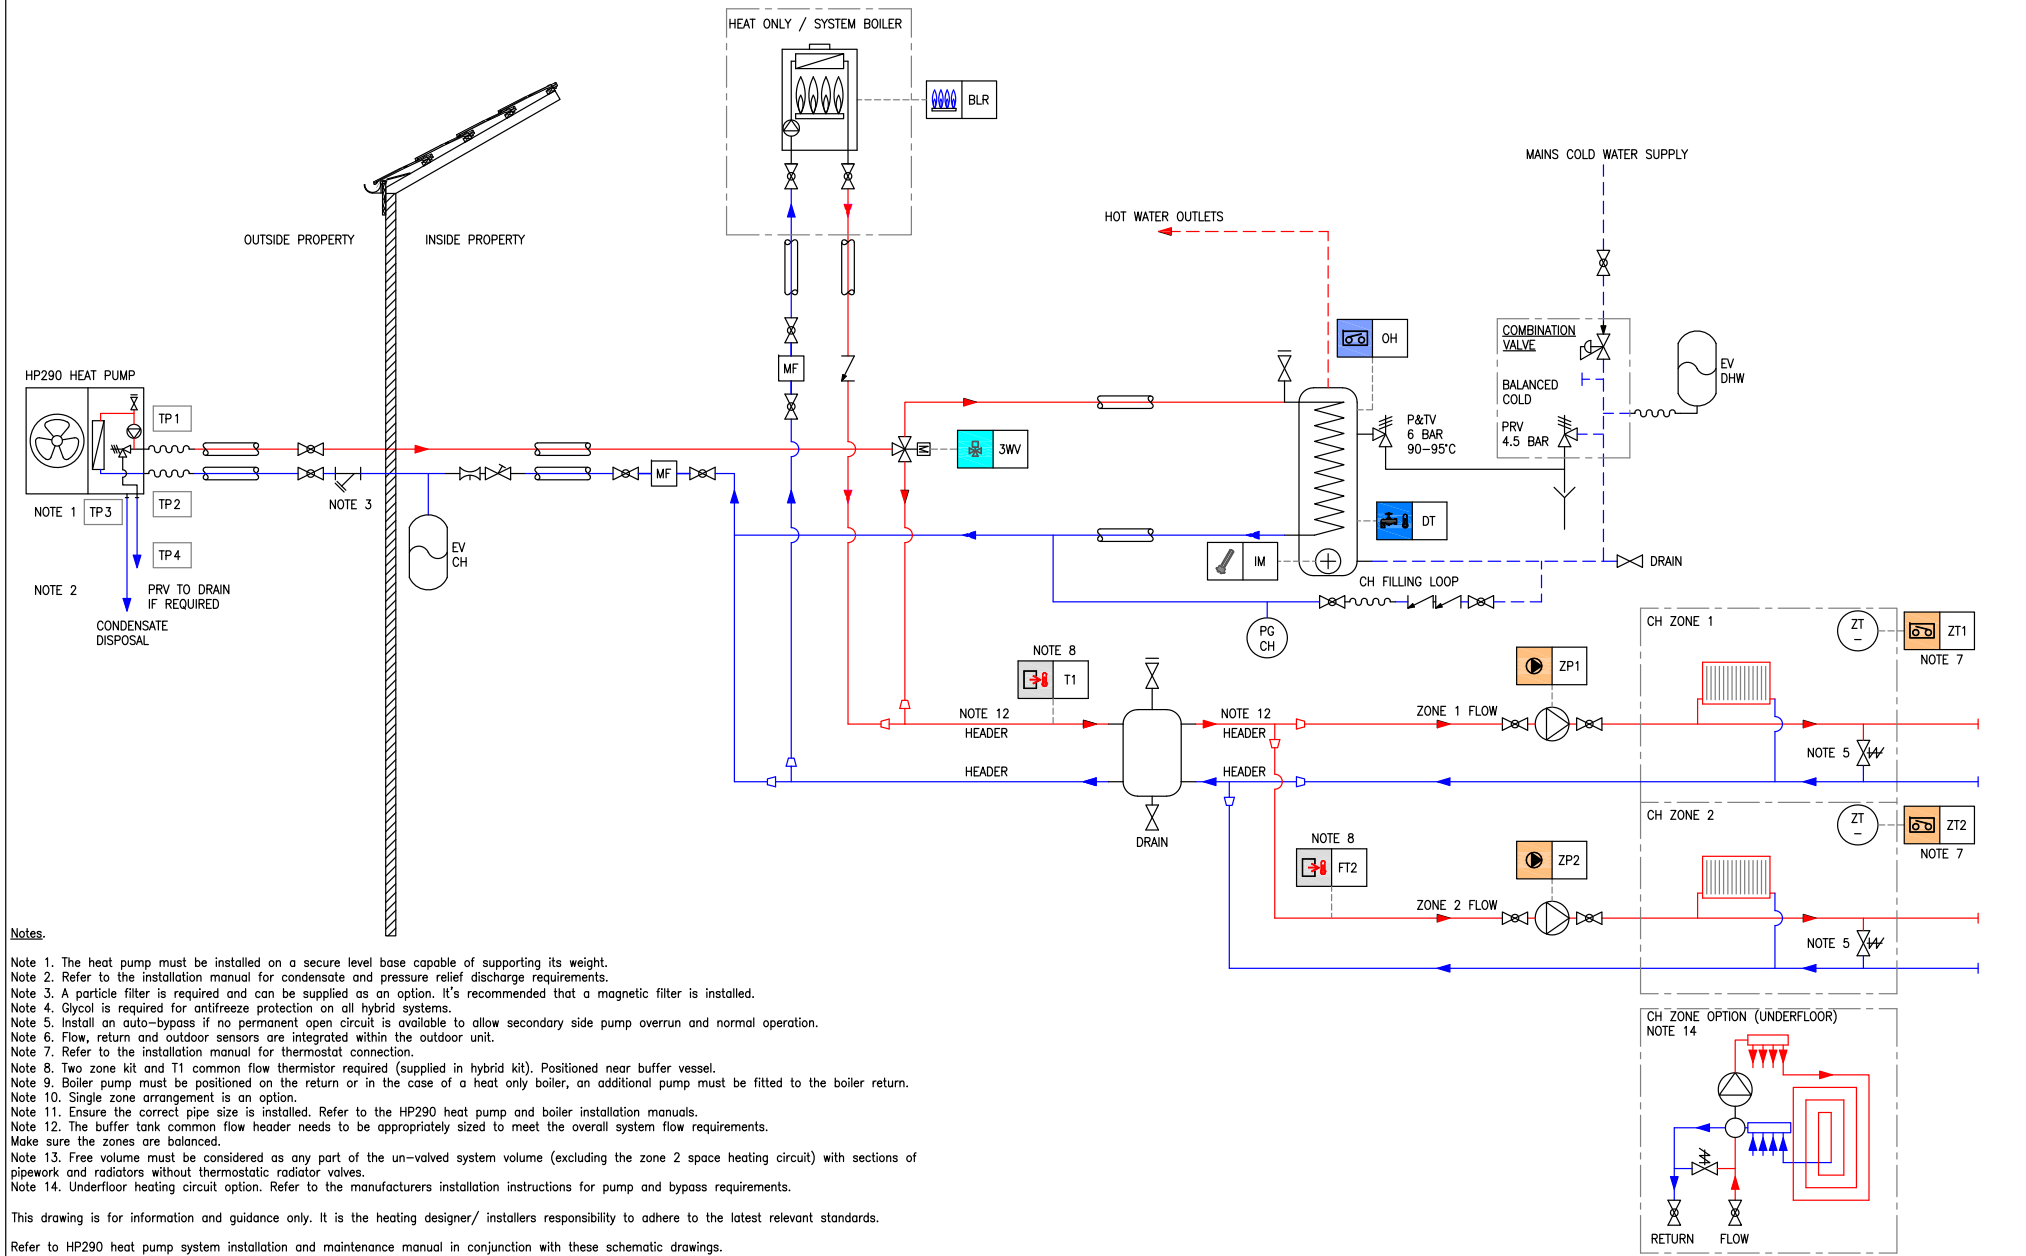 HEAT ONLY / SYSTEM BOILER
BLR
MAINS COLD WATER SUPPLY
HOT WATER OUTLETS
OUTSIDE PROPERTY
INSIDE PROPERTY
COMBINATION
VALVE
BALANCED
COLD
PRV
4.5 BAR
EV
DHW
OH
MF
HP290 HEAT PUMP
TP1
P&TV
6 BAR
90-95°C
3WV
M
MF
NOTE 3
TP2
NOTE 1
TP3
TP4
EV
CH
DT
IM
DRAIN
NOTE 2
PRV TO DRAIN
IF REQUIRED
CH FILLING LOOP
CONDENSATE
DISPOSAL
PG
CH
CH ZONE 1
ZT
-
ZT1
NOTE 7
NOTE 8
T1
ZP1
NOTE 12
HEADER
NOTE 12
HEADER
ZONE 1 FLOW
NOTE 5
HEADER
HEADER
CH ZONE 2
ZT
-
ZT2
NOTE 7
DRAIN
NOTE 8
FT2
ZP2
ZONE 2 FLOW
NOTE 5
CH ZONE OPTION (UNDERFLOOR)
NOTE 14
RETURN
FLOW
Notes.
Note 1. The heat pump must be installed on a secure level base capable of supporting its weight.
Note 2. Refer to the installation manual for condensate and pressure relief discharge requirements.
Note 3. A particle filter is required and can be supplied as an option. It's recommended that a magnetic filter is installed.
Note 4. Glycol is required for antifreeze protection on all hybrid systems.
Note 5. Install an auto-bypass if no permanent open circuit is available to allow secondary side pump overrun and normal operation.
Note 6. Flow, return and outdoor sensors are integrated within the outdoor unit.
Note 7. Refer to the installation manual for thermostat connection.
Note 8. Two zone kit and T1 common flow thermistor required (supplied in hybrid kit). Positioned near buffer vessel.
Note 9. Boiler pump must be positioned on the return or in the case of a heat only boiler, an additional pump must be fitted to the boiler return.
Note 10. Single zone arrangement is an option.
Note 11. Ensure the correct pipe size is installed. Refer to the HP290 heat pump and boiler installation manuals.
Note 12. The buffer tank common flow header needs to be appropriately sized to meet the overall system flow requirements.
Make sure the zones are balanced.
Note 13. Free volume must be considered as any part of the un-valved system volume (excluding the zone 2 space heating circuit) with sections of
pipework and radiators without thermostatic radiator valves.
Note 14. Underfloor heating circuit option. Refer to the manufacturers installation instructions for pump and bypass requirements.
This drawing is for information and guidance only. It is the heating designer/ installers responsibility to adhere to the latest relevant standards.
Refer to HP290 heat pump system installation and maintenance manual in conjunction with these schematic drawings.